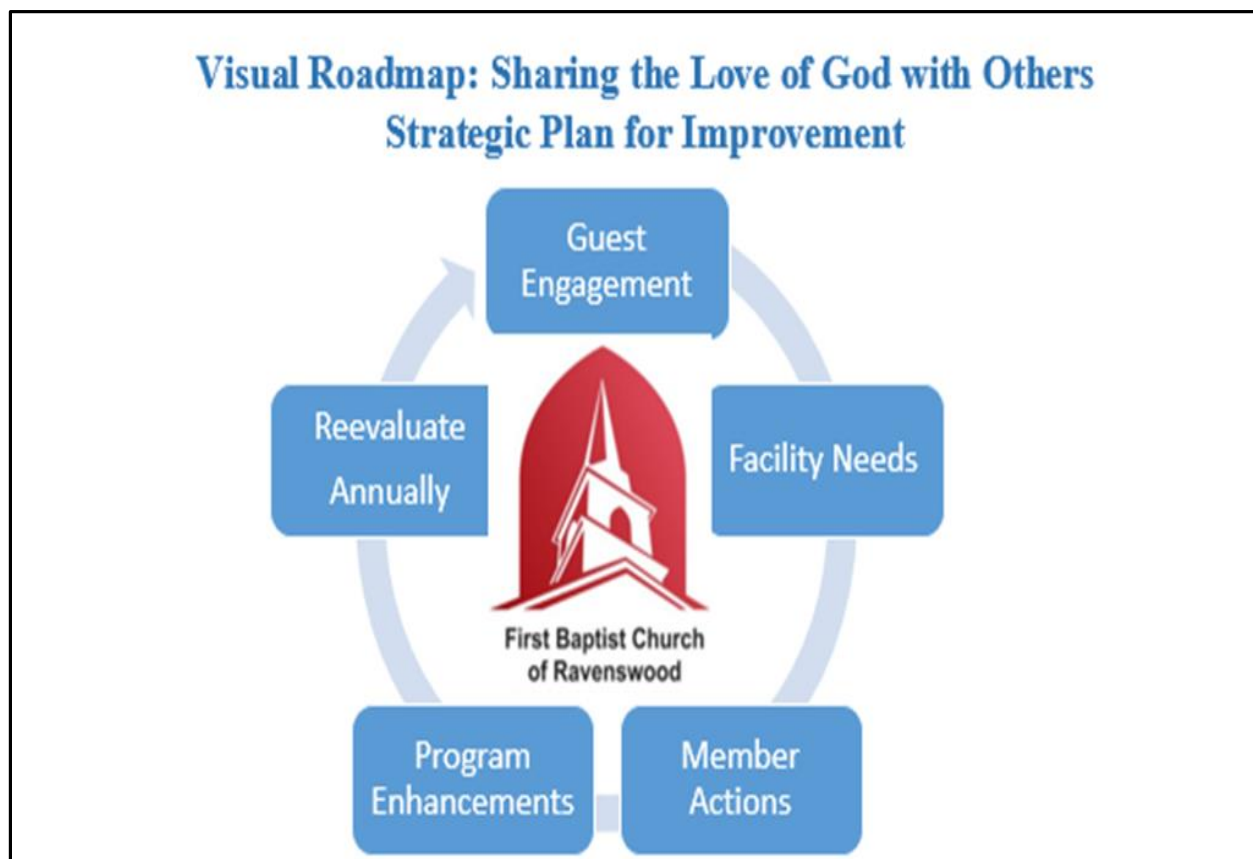 Visual Roadmap: Sharing the Love of God with Others
Strategic Plan for Improvement
Guest
Engagement
Facility Needs
Member
Actions
Program
Enhancements
Reevaluate
Annually
First Baptist Church
of Ravenswood